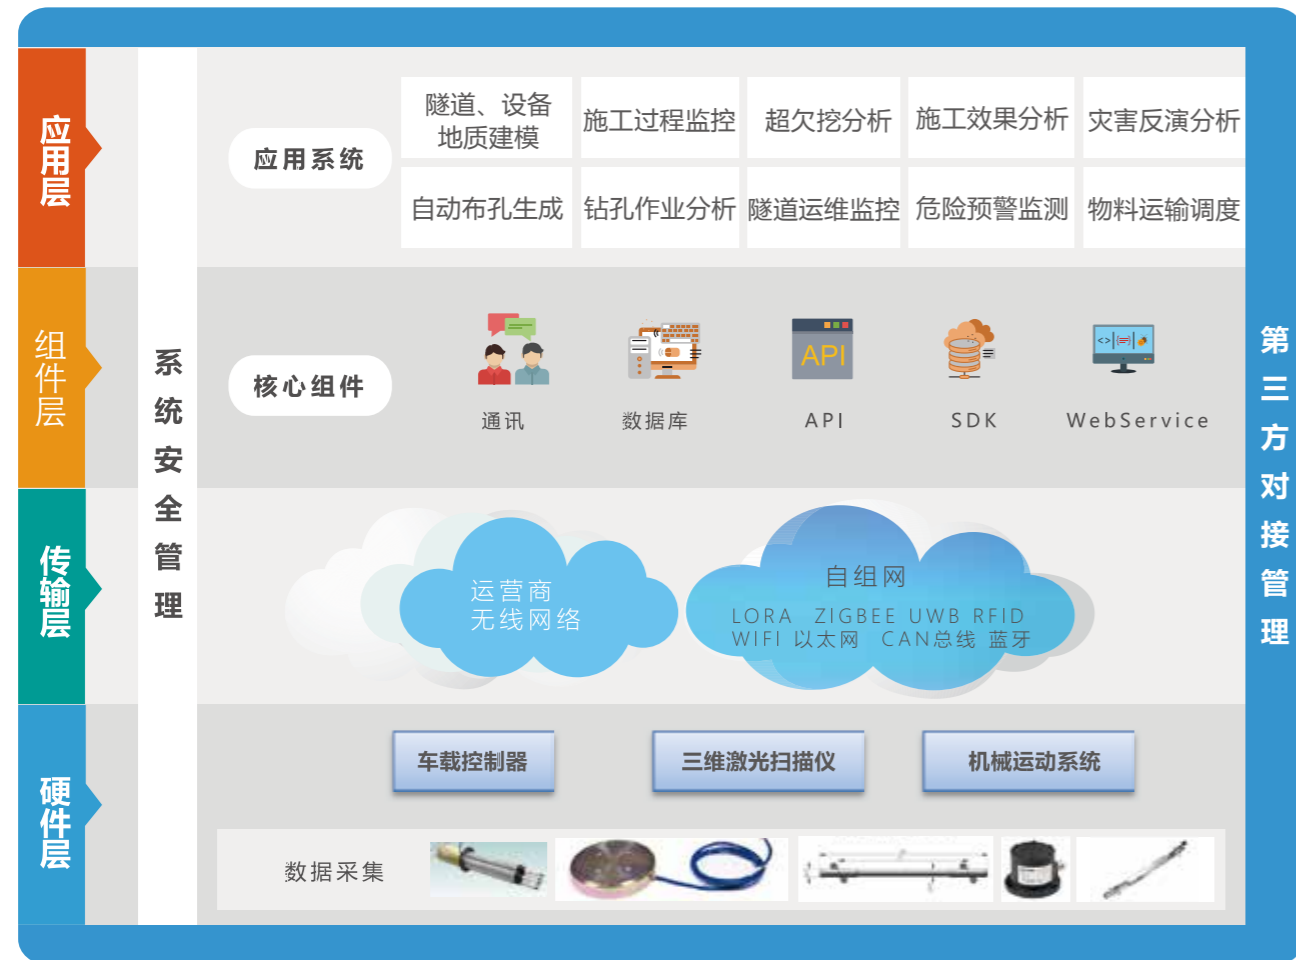 应用层
应用系统
隧道、设备
地质建模
施工过程监控
超欠挖分析
施工效果分析
灾害反演分析
自动布孔生成
钻孔作业分析
隧道运维监控
危险预警监测
物料运输调度
组件层
核心组件
API
通讯
数据库
API
SDK
WebService
系统安全管理
第三方对接管理
传输层
运营商
无线网络
自组网
LORA ZIGBEE UWB RFID
WIFI 以太网 CAN总线 蓝牙
硬件层
车载控制器
三维激光扫描仪
机械运动系统
数据采集